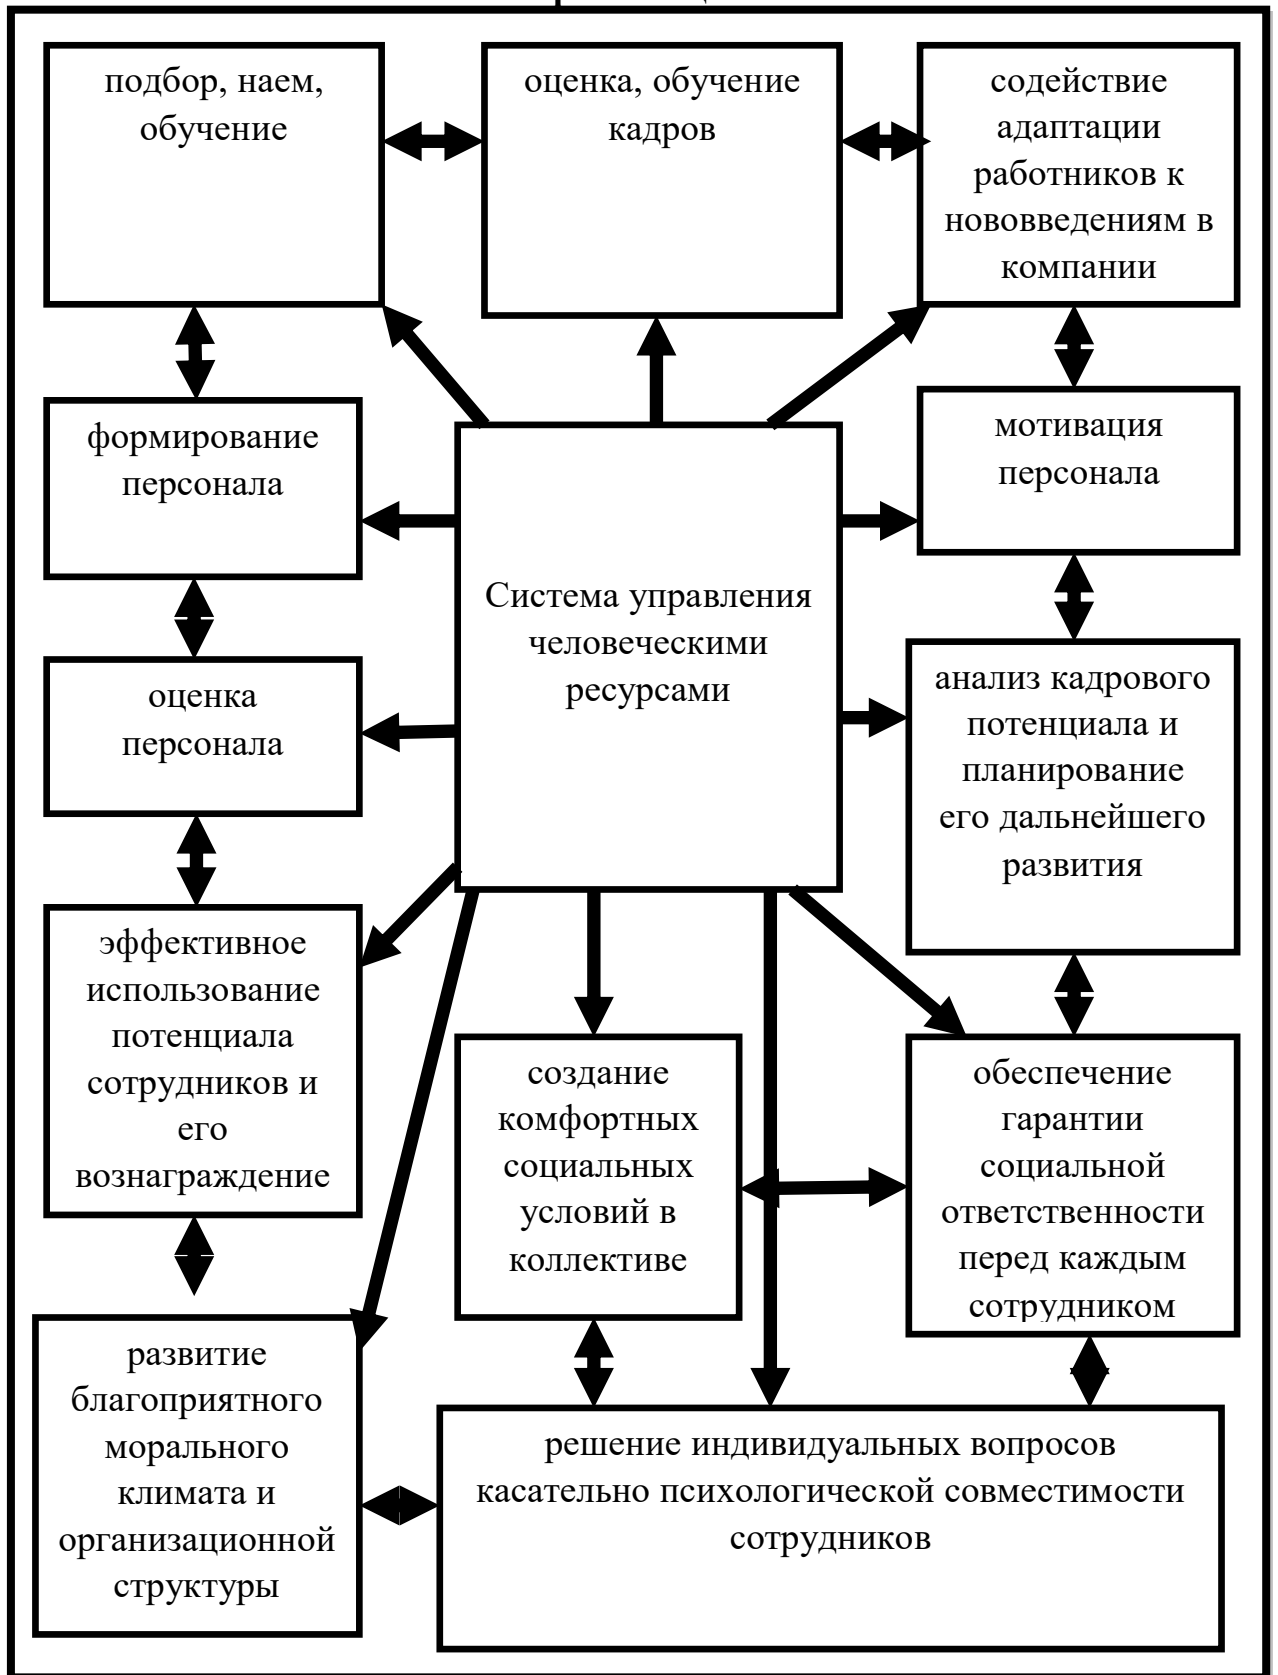 подбор, наем,
обучение
оценка, обучение
кадров
содействие
адаптации
работников к
нововведениям в
компании
формирование
персонала
мотивация
персонала
Система управления
человеческими
ресурсами
оценка
персонала
анализ кадрового
потенциала и
планирование
его дальнейшего
развития
эффективное
использование
потенциала
сотрудников и
его
вознаграждение
создание
комфортных
социальных
условий в
коллективе
обеспечение
гарантии
социальной
ответственности
перед каждым
сотрудником
развитие
благоприятного
морального
климата и
организационной
структуры
решение индивидуальных вопросов
касательно психологической совместимости
сотрудников